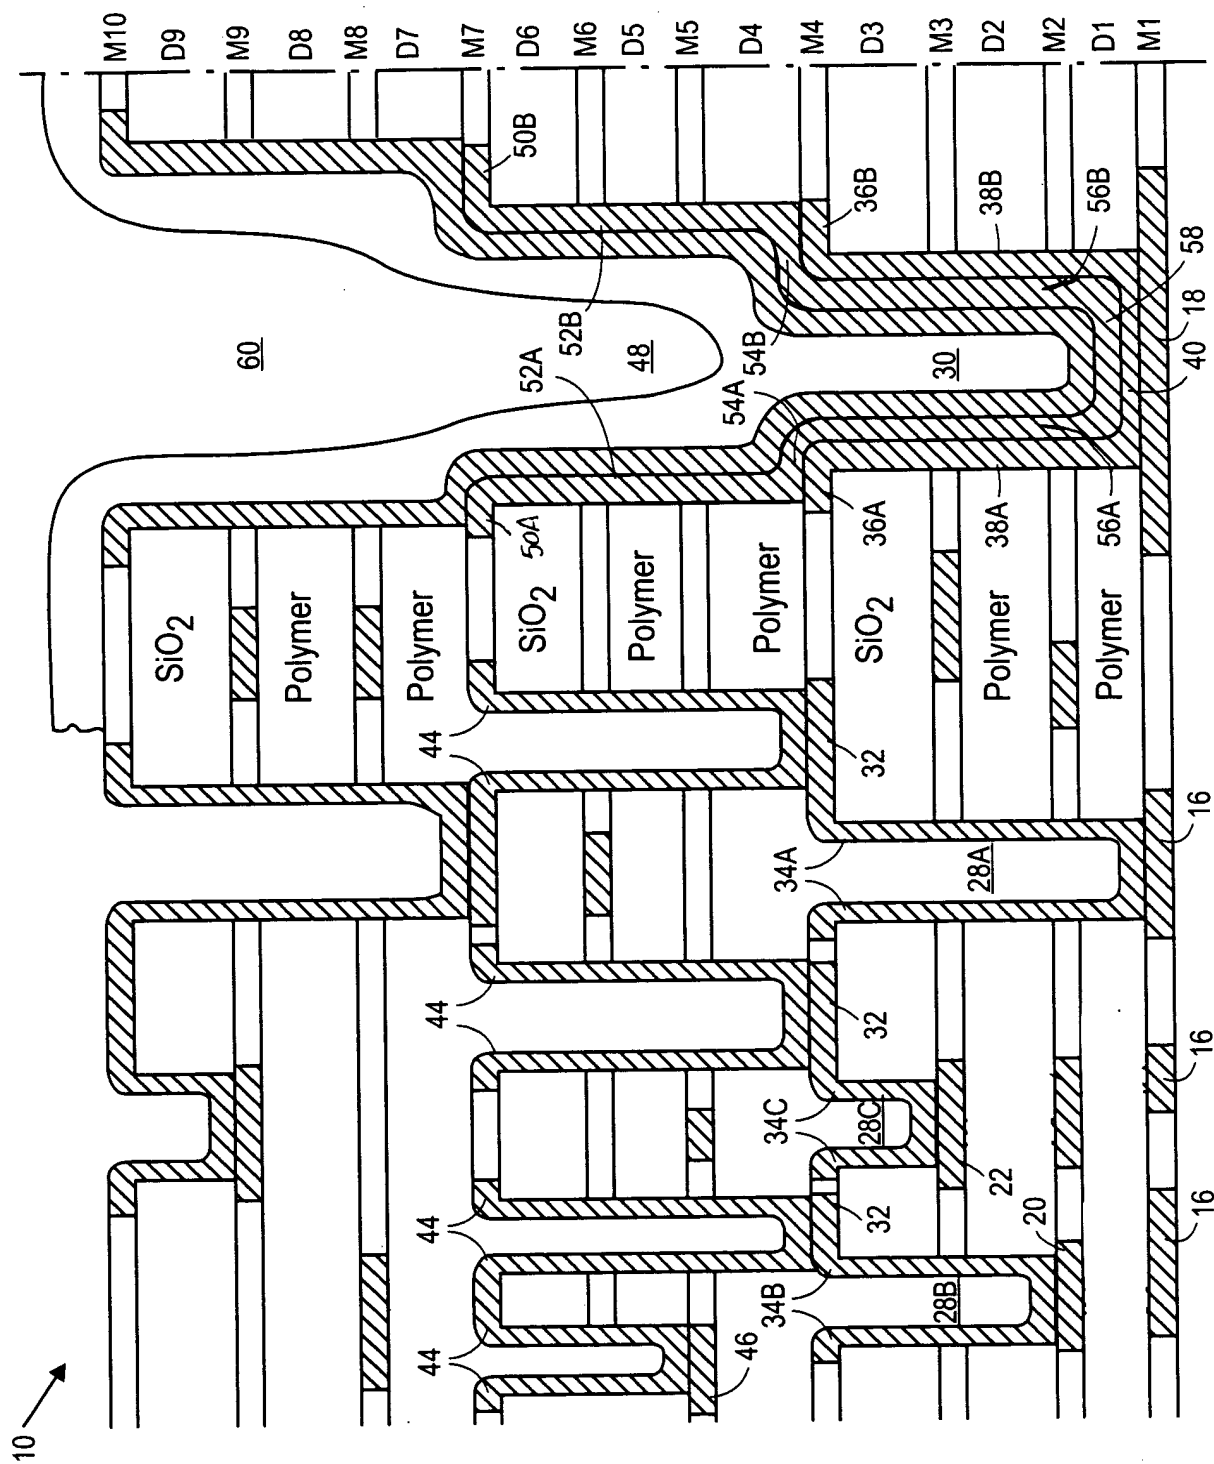 10
M10
D9
M9
D8
M8
D7
M7
D6
M6
D5
M5
D4
M4
D3
M3
D2
M2
D1
M1
60
SiO2
Polymer
Polymer
50A
50B
52A
52B
48
44
44
44
44
44
SiO2
Polymer
Polymer
46
54A
54B
30
36A
36B
38A
38B
56A
56B
58
SiO2
Polymer
Polymer
32
32
32
34A
34B
34C
28A
28B
28C
22
20
16
16
16
18
40